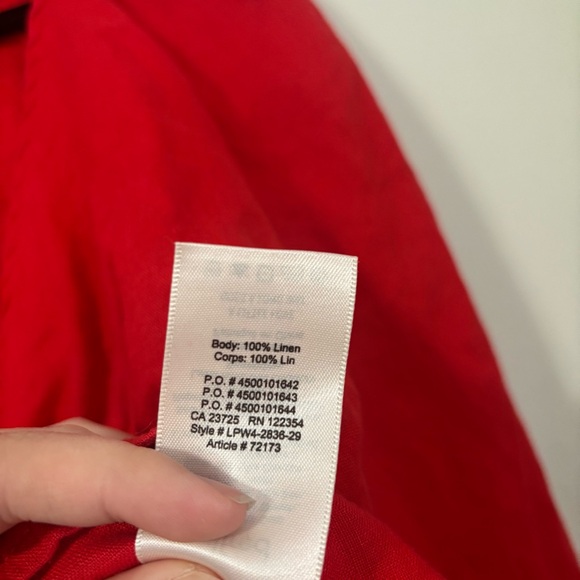 Body: 100% Linen
Corps: 100% Lin
P.O. # 4500101642
P.O. # 4500101643
P.O. # 4500101644
CA 23725 RN 122354
Style # LPW4-2836-29
Article # 72173